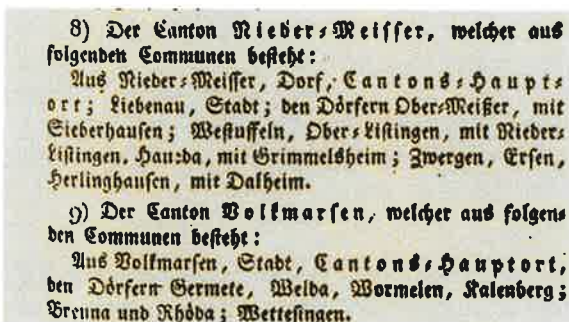 8) Der Canton Nieder-Meisser, welcher aus
folgenden Communen besteht:
Aus Nieder-Meisser, Dorf, Cantons-Haupt-
ort; Liebenau, Stadt; den Dörfern Ober-Meißer, mit
Sieberhausen; Westuffeln, Ober-Listingen, mit Nieder-
Listingen, Haueda, mit Grimmelsheim; Zwergen, Ersen,
Herlinghausen, mit Dalheim.
9) Der Canton Volkmarsen, welcher aus folgen-
den Communen besteht:
Aus Volkmarsen, Stadt, Cantons-Hauptort,
den Dörfern Germete, Welda, Wormelen, Kalenberg;
Breuna und Rhöda; Wettesingen.